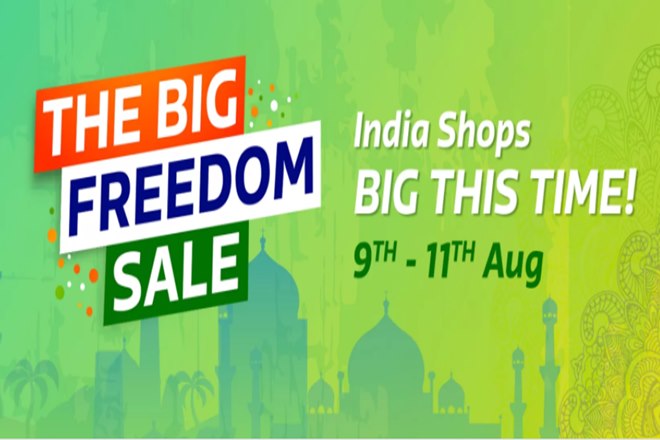 THE BIG
FREEDOM
SALE
India Shops
BIG THIS TIME!
9TH - 11TH Aug